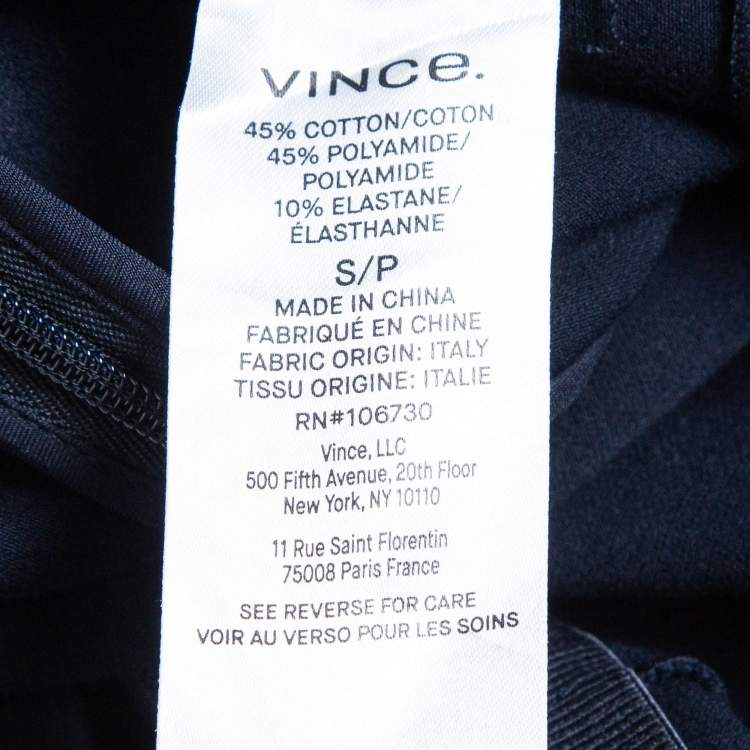 VINCe.
45% COTTON/COTON
45% POLYAMIDE/
POLYAMIDE
10% ELASTANE/
ÉLASTHANNE
S/P
MADE IN CHINA
FABRIQUÉ EN CHINE
FABRIC ORIGIN: ITALY
TISSU ORIGINE: ITALIE
RN#106730
Vince, LLC
500 Fifth Avenue, 20th Floor
New York, NY 10110
11 Rue Saint Florentin
75008 Paris France
SEE REVERSE FOR CARE
VOIR AU VERSO POUR LES SOINS